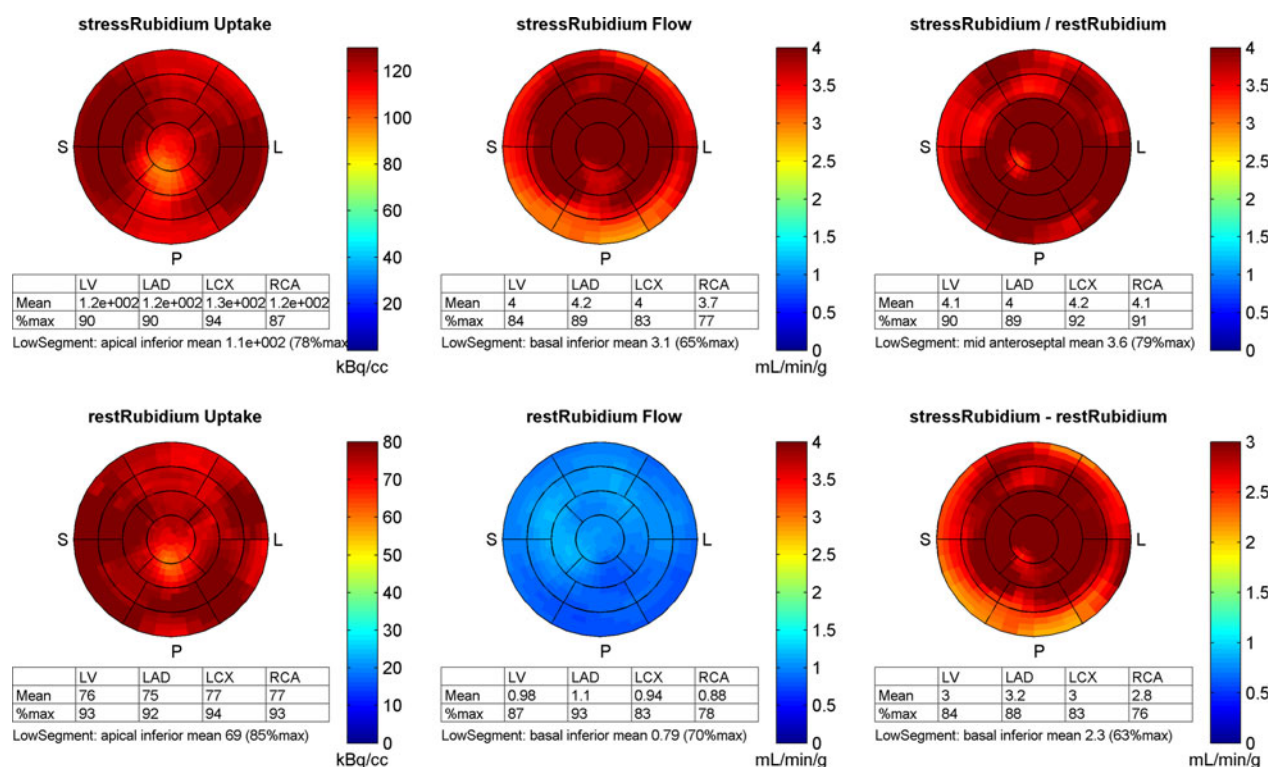 stressRubidium Uptake
120
100
80
60
40
20
kBq/cc
S
L
P
LV LAD LCX RCA
Mean 1.2e+002 1.2e+002 1.3e+002 1.2e+002
%max 90 90 94 87
LowSegment: apical inferior mean 1.1e+002 (78%max
stressRubidium Flow
4
3.5
3
2.5
2
1.5
1
0.5
0
mL/min/g
LV LAD LCX RCA
Mean 4 4.2 4 3.7
%max 84 89 83 77
LowSegment: basal inferior mean 3.1 (65%max)
stressRubidium / restRubidium
S
L
4
3.5
3
2.5
2
1.5
1
0.5
0
LV LAD LCX RCA
Mean 4.1 4 4.2 4.1
%max 90 89 92 91
LowSegment: mid anteroseptal mean 3.6 (79%max)
restRubidium Uptake
80
70
60
50
40
30
20
10
0
kBq/cc
S
L
P
LV LAD LCX RCA
Mean 76 75 77 77
%max 93 92 94 93
LowSegment: apical inferior mean 69 (85%max)
restRubidium Flow
S
L
P
4
3.5
3
2.5
2
1.5
1
0.5
0
mL/min/g
LV LAD LCX RCA
Mean 0.98 1.1 0.94 0.88
%max 87 93 83 78
LowSegment: basal inferior mean 0.79 (70%max)
stressRubidium - restRubidium
S
L
P
3
2.5
2
1.5
1
0.5
0
mL/min/g
LV LAD LCX RCA
Mean 3 3.2 3 2.8
%max 84 88 83 76
LowSegment: basal inferior mean 2.3 (63%max)